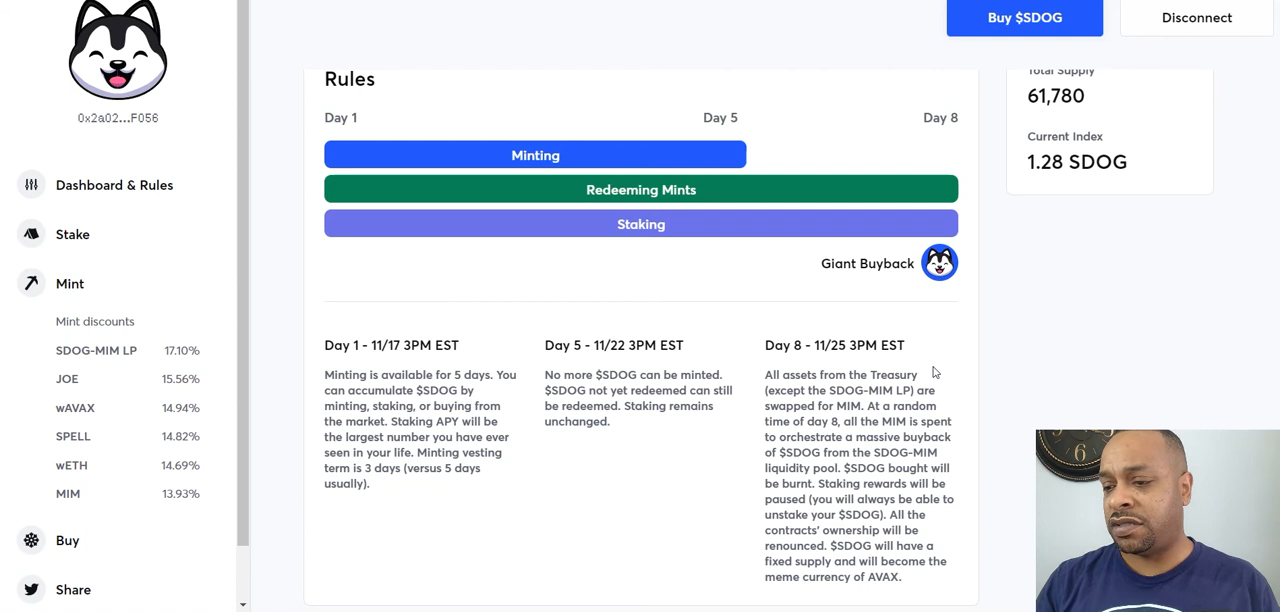 0x2a02...F056
Dashboard & Rules
Stake
Mint
Mint discounts
SDOG-MIM LP 17.10%
JOE 15.56%
wAVAX 14.94%
SPELL 14.82%
wETH 14.69%
MIM 13.93%
Buy
Share
Buy $SDOG
Disconnect
Rules
Day 1 Day 5 Day 8
Minting
Redeeming Mints
Staking
Giant Buyback
Day 1 - 11/17 3PM EST
Minting is available for 5 days. You
can accumulate $SDOG by
minting, staking, or buying from
the market. Staking APY will be
the largest number you have ever
seen in your life. Minting vesting
term is 3 days (versus 5 days
usually).
Day 5 - 11/22 3PM EST
No more $SDOG can be minted.
$SDOG not yet redeemed can still
be redeemed. Staking remains
unchanged.
Day 8 - 11/25 3PM EST
All assets from the Treasury
(except the SDOG-MIM LP) are
swapped for MIM. At a random
time of day 8, all the MIM is spent
to orchestrate a massive buyback
of $SDOG from the SDOG-MIM
liquidity pool. $SDOG bought will
be burnt. Staking rewards will be
paused (you will always be able to
unstake your $SDOG). All the
contracts' ownership will be
renounced. $SDOG will have a
fixed supply and will become the
meme currency of AVAX.
Total Supply
61,780
Current Index
1.28 SDOG
6